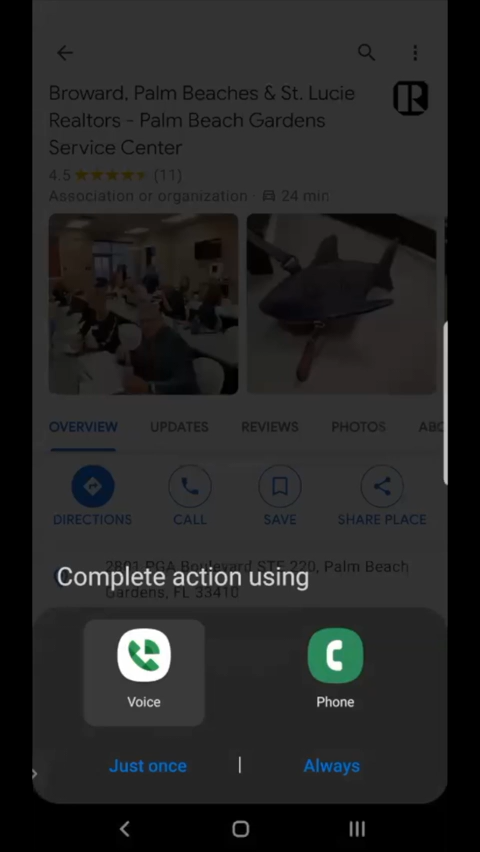 Broward, Palm Beaches & St. Lucie
Realtors - Palm Beach Gardens
Service Center
4.5 (11)
Association or organization · 24 min
OVERVIEW UPDATES REVIEWS PHOTOS ABO
DIRECTIONS CALL SAVE SHARE PLACE
2801 PGA Boulevard STE 220, Palm Beach
Gardens, FL 33410
Complete action using
Voice Phone
Just once | Always